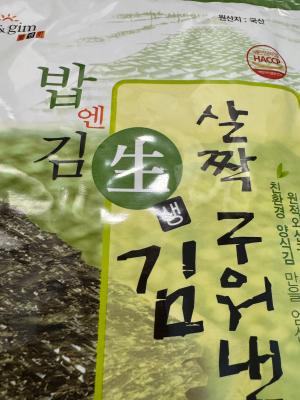 &gim
원산지 : 국산
HACCP
밥
엔
김
生
생
김
살짝 구워낸
친환경 양식김